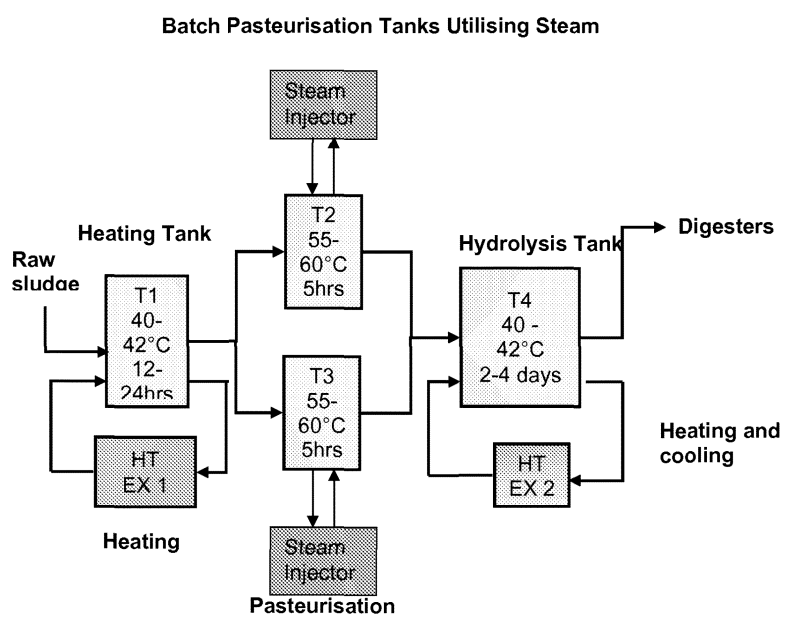 Batch Pasteurisation Tanks Utilising Steam
Steam
Injector
Heating Tank
T2
55-
60°C
5hrs
Hydrolysis Tank
Digesters
Raw
sludge
T1
40-
42°C
12-
24hrs
T4
40 -
42°C
2-4 days
T3
55-
60°C
5hrs
HT
EX 1
HT
EX 2
Heating and
cooling
Heating
Steam
Injector
Pasteurisation